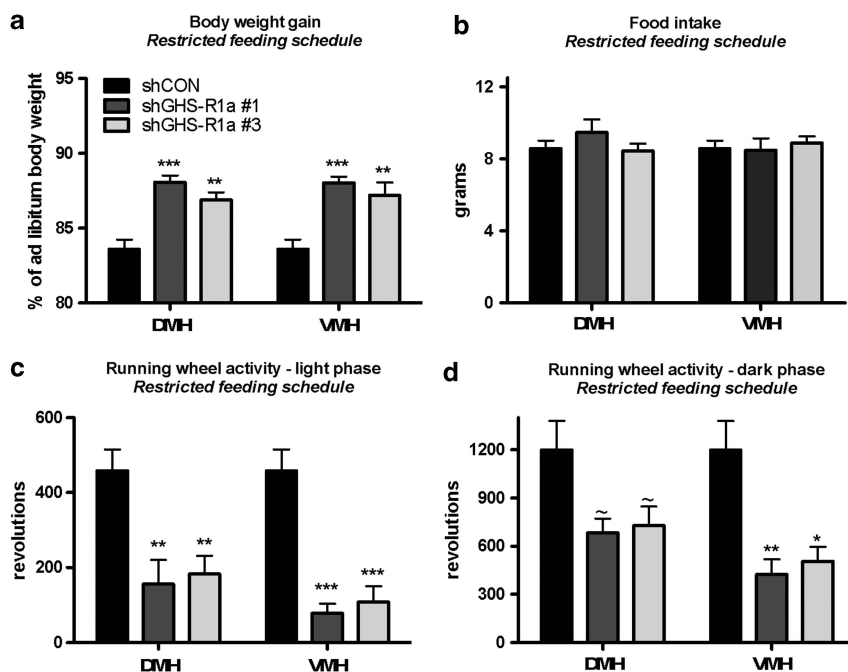 a
Body weight gain
Restricted feeding schedule
% of ad libitum body weight
95
90
85
80
shCON
shGHS-R1a #1
shGHS-R1a #3
***
**
***
**
DMH
VMH
b
Food intake
Restricted feeding schedule
grams
12
8
4
0
DMH
VMH
c
Running wheel activity - light phase
Restricted feeding schedule
revolutions
600
400
200
0
**
**
***
***
DMH
VMH
d
Running wheel activity - dark phase
Restricted feeding schedule
revolutions
1200
900
600
300
0
~
~
**
*
DMH
VMH